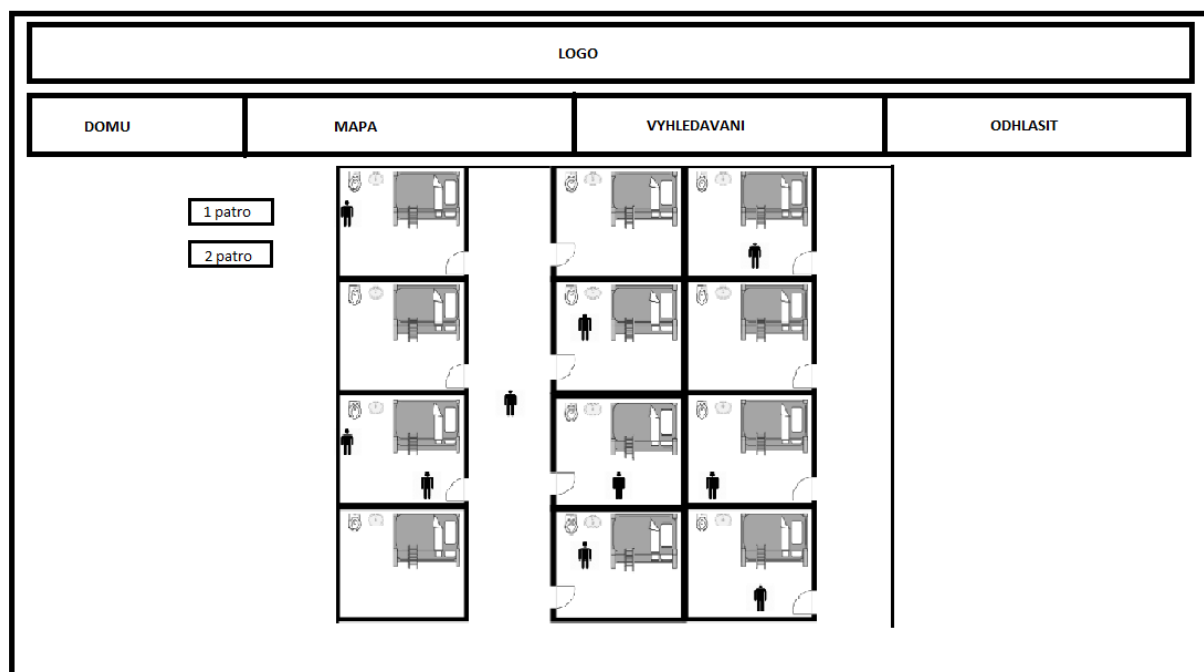 LOGO
DOMU
MAPA
VYHLEDAVANI
ODHLASIT
1 patro
2 patro